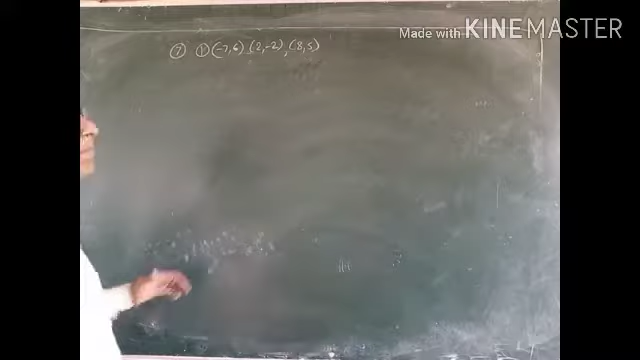 Made with KINEMASTER
⑦ ① (-7,6), (2,-2), (8,5)